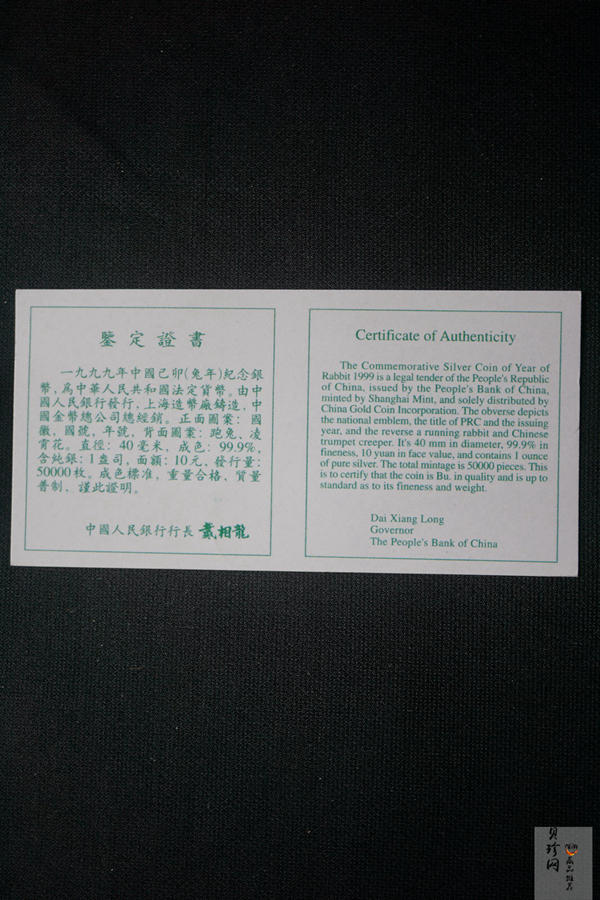 鑒定證書
一九九九年中國己卯(兔年)紀念銀
幣,爲中華人民共和國法定貨幣。由中
國人民銀行發行,上海造幣廠鑄造,中
國金幣總公司總經銷。正面圖案:國
徽,國號,年號,背面圖案:跑兔、凌
霄花。直徑:40毫米,成色:99.9%,
含純銀:1盎司,面額:10元,發行量:
50000枚。成色標准,重量合格、質量
普制、謹此證明。
中國人民銀行行長 戴相龍
Certificate of Authenticity
The Commemorative Silver Coin of Year of
Rabbit 1999 is a legal tender of the People's Republic
of China, issued by the People's Bank of China,
minted by Shanghai Mint, and solely distributed by
China Gold Coin Incorporation. The obverse depicts
the national emblem, the title of PRC and the issuing
year, and the reverse a running rabbit and Chinese
trumpet creeper. It's 40 mm in diameter, 99.9% in
fineness, 10 yuan in face value, and contains 1 ounce
of pure silver. The total mintage is 50000 pieces. This
is to certify that the coin is Bu. in quality and is up to
standard as to its fineness and weight.
Dai Xiang Long
Governor
The People's Bank of China
贝珍网